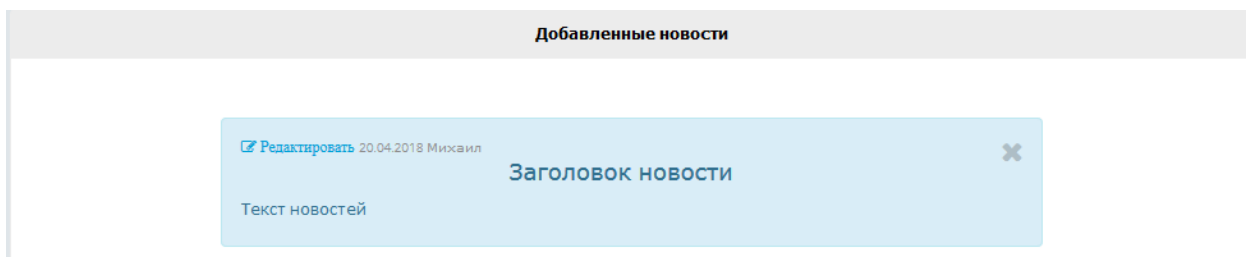 Добавленные новости
Редактировать 20.04.2018 Михаил
Заголовок новости
Текст новостей